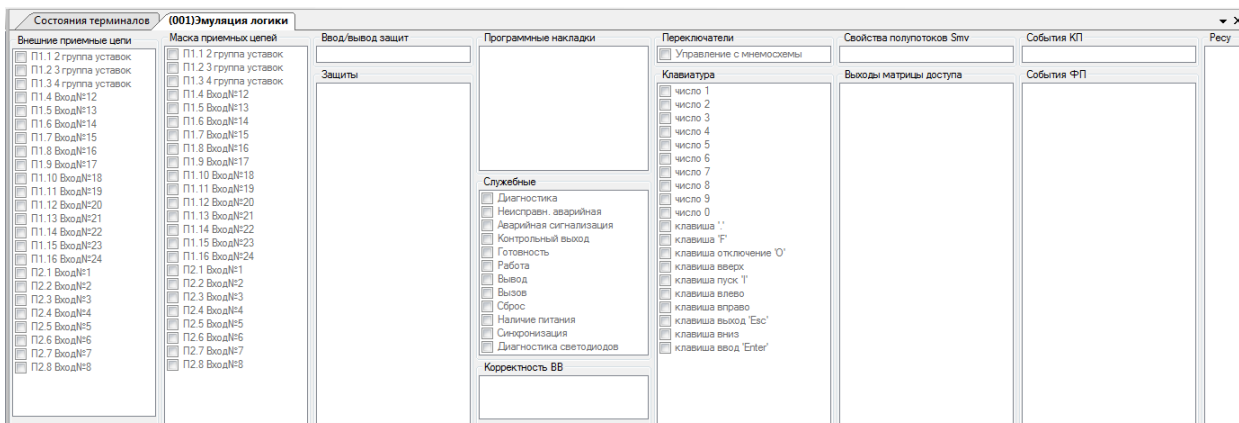 Состояния терминалов
(001)Эмуляция логики
Внешние приемные цепи
П1.1 2 группа уставок
П1.2 3 группа уставок
П1.3 4 группа уставок
П1.4 Вход№12
П1.5 Вход№13
П1.6 Вход№14
П1.7 Вход№15
П1.8 Вход№16
П1.9 Вход№17
П1.10 Вход№18
П1.11 Вход№19
П1.12 Вход№20
П1.13 Вход№21
П1.14 Вход№22
П1.15 Вход№23
П1.16 Вход№24
П2.1 Вход№1
П2.2 Вход№2
П2.3 Вход№3
П2.4 Вход№4
П2.5 Вход№5
П2.6 Вход№6
П2.7 Вход№7
П2.8 Вход№8
Маска приемных цепей
П1.1 2 группа уставок
П1.2 3 группа уставок
П1.3 4 группа уставок
П1.4 Вход№12
П1.5 Вход№13
П1.6 Вход№14
П1.7 Вход№15
П1.8 Вход№16
П1.9 Вход№17
П1.10 Вход№18
П1.11 Вход№19
П1.12 Вход№20
П1.13 Вход№21
П1.14 Вход№22
П1.15 Вход№23
П1.16 Вход№24
П2.1 Вход№1
П2.2 Вход№2
П2.3 Вход№3
П2.4 Вход№4
П2.5 Вход№5
П2.6 Вход№6
П2.7 Вход№7
П2.8 Вход№8
Ввод/вывод защит
Защиты
Программные накладки
Служебные
Диагностика
Неисправн. аварийная
Аварийная сигнализация
Контрольный выход
Готовность
Работа
Вывод
Вызов
Сброс
Наличие питания
Синхронизация
Диагностика светодиодов
Корректность ВВ
Переключатели
Управление с мнемосхемы
Клавиатура
число 1
число 2
число 3
число 4
число 5
число 6
число 7
число 8
число 9
число 0
клавиша '.'
клавиша 'F'
клавиша отключение 'O'
клавиша вверх
клавиша пуск 'I'
клавиша влево
клавиша вправо
клавиша выход 'Esc'
клавиша вниз
клавиша ввод 'Enter'
Свойства полупотоков Smv
Выходы матрицы доступа
События КП
События ФП
Ресу